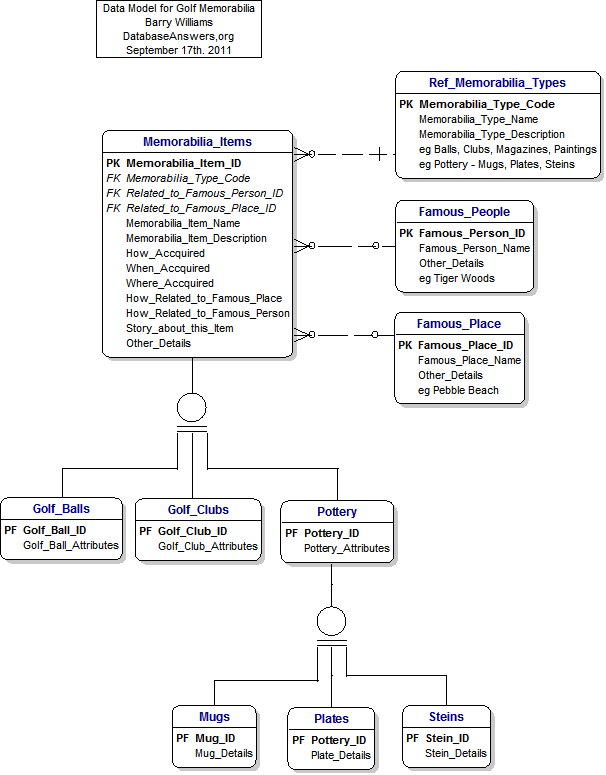 Data Model for Golf Memorabilia
Barry Williams
DatabaseAnswers,org
September 17th. 2011
Ref_Memorabilia_Types
PK Memorabilia_Type_Code
Memorabilia_Type_Name
Memorabilia_Type_Description
eg Balls, Clubs, Magazines, Paintings
eg Pottery - Mugs, Plates, Steins
Memorabilia_Items
PK Memorabilia_Item_ID
FK Memorabilia_Type_Code
FK Related_to_Famous_Person_ID
FK Related_to_Famous_Place_ID
Memorabilia_Item_Name
Memorabilia_Item_Description
How_Accquired
When_Accquired
Where_Accquired
How_Related_to_Famous_Place
How_Related_to_Famous_Person
Story_about_this_Item
Other_Details
Famous_People
PK Famous_Person_ID
Famous_Person_Name
Other_Details
eg Tiger Woods
Famous_Place
PK Famous_Place_ID
Famous_Place_Name
Other_Details
eg Pebble Beach
Golf_Balls
PF Golf_Ball_ID
Golf_Ball_Attributes
Golf_Clubs
PF Golf_Club_ID
Golf_Club_Attributes
Pottery
PF Pottery_ID
Pottery_Attributes
Mugs
PF Mug_ID
Mug_Details
Plates
PF Pottery_ID
Plate_Details
Steins
PF Stein_ID
Stein_Details